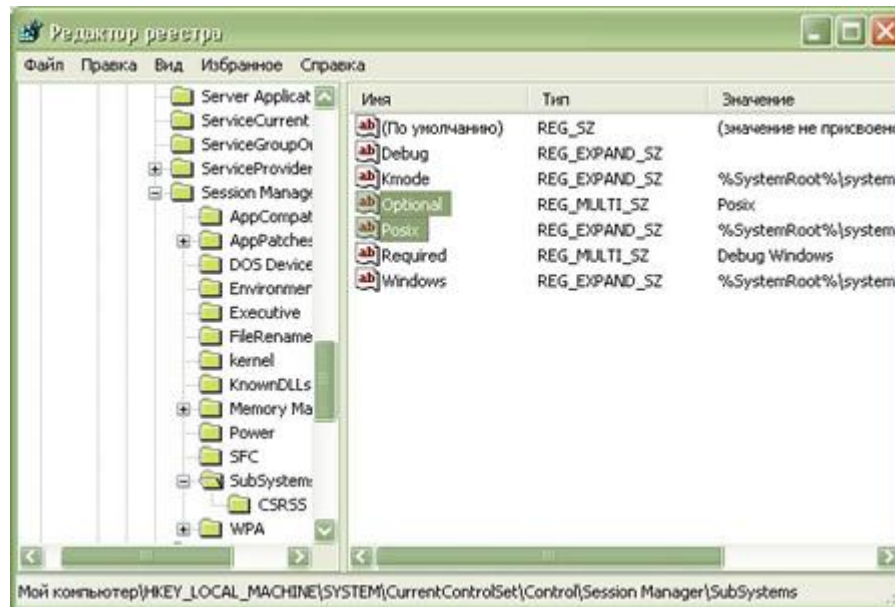 Редактор реестра
Файл Правка Вид Избранное Справка
Server Applicat
ServiceCurrent
ServiceGroupOr
ServiceProvider
Session Manage
AppCompat
AppPatches
DOS Device
Environmen
Executive
FileRename
kernel
KnownDLLs
Memory Ma
Power
SFC
SubSystems
CSRSS
WPA
Имя Тип Значение
(По умолчанию) REG_SZ (значение не присвоено
Debug REG_EXPAND_SZ
Kmode REG_EXPAND_SZ %SystemRoot%\system
Optional REG_MULTI_SZ Posix
Posix REG_EXPAND_SZ %SystemRoot%\system
Required REG_MULTI_SZ Debug Windows
Windows REG_EXPAND_SZ %SystemRoot%\system
Мой компьютер\HKEY_LOCAL_MACHINE\SYSTEM\CurrentControlSet\Control\Session Manager\SubSystems